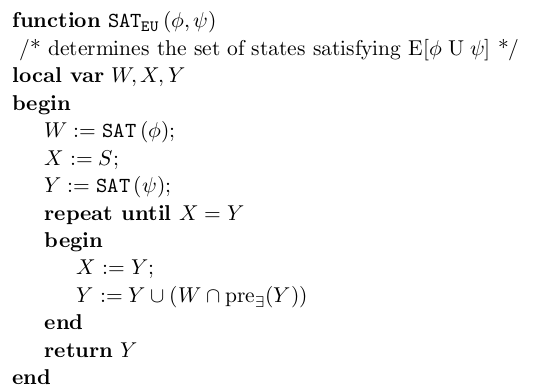 function SAT_EU (ϕ, ψ)
/* determines the set of states satisfying E[ϕ U ψ] */
local var W, X, Y
begin
W := SAT (ϕ);
X := S;
Y := SAT (ψ);
repeat until X = Y
begin
X := Y;
Y := Y ∪ (W ∩ pre∃(Y))
end
return Y
end